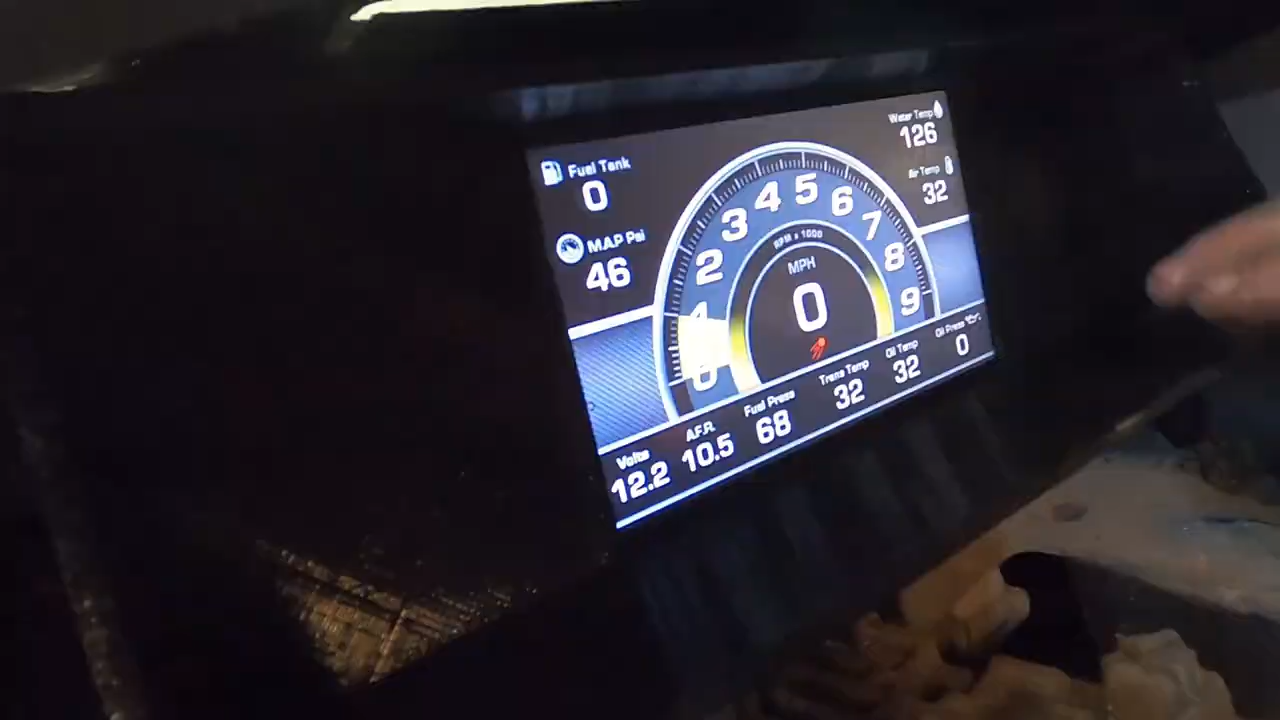 Fuel Tank
0
M.A.P Psi
46
Water Temp
126
Air Temp
32
0
1
2
3
4
5
6
7
8
9
RPM x 1000
MPH
0
Volts
12.2
A.F.R.
10.5
Fuel Press
68
Trans Temp
32
Oil Temp
32
Oil Press
0